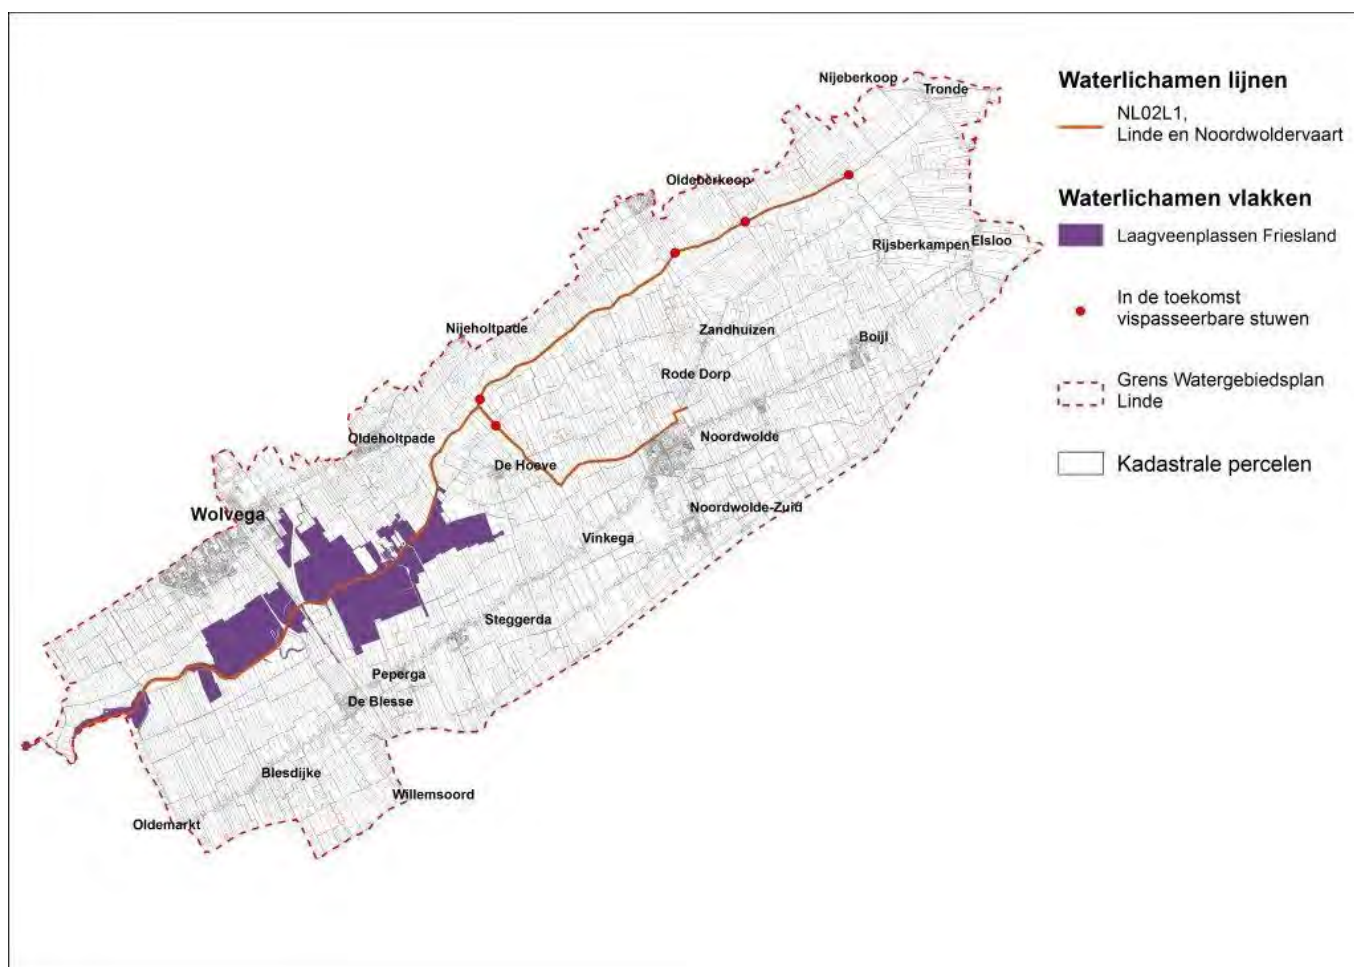 Nijeberkoop
Tronde
Oldeberkoop
Rijsberkampen
Elsloo
Nijeholtpade
Zandhuizen
Boijl
Rode Dorp
Oldeholtpade
Noordwolde
De Hoeve
Wolvega
Noordwolde-Zuid
Vinkega
Steggerda
Peperga
De Blesse
Blesdijke
Willemsoord
Oldemarkt
Waterlichamen lijnen
NL02L1,
Linde en Noordwoldervaart
Waterlichamen vlakken
Laagveenplassen Friesland
In de toekomst
vispasseerbare stuwen
Grens Watergebiedsplan
Linde
Kadastrale percelen